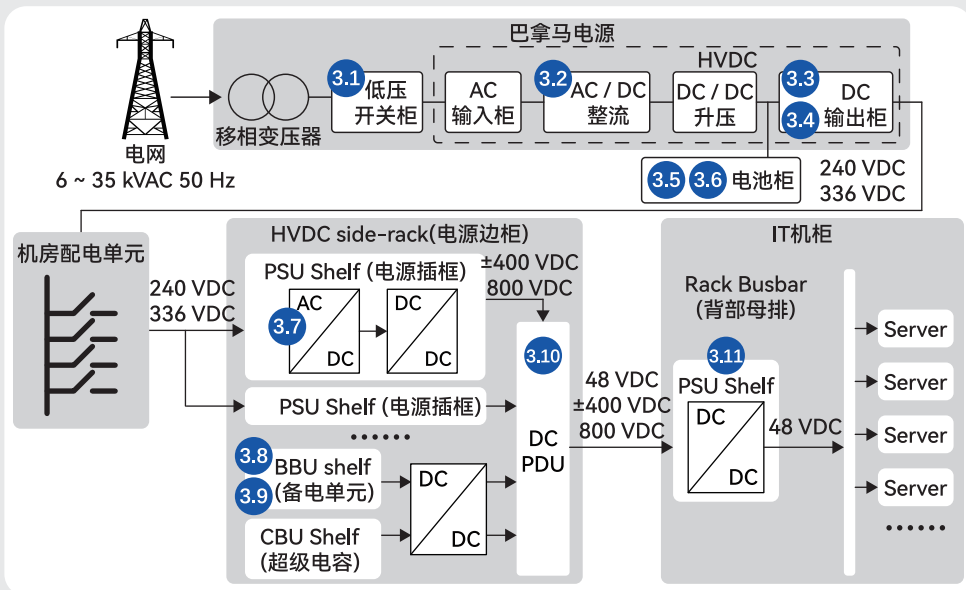 巴拿马电源
HVDC
3.1
低压
开关柜
AC
输入柜
3.2
AC / DC
整流
DC / DC
升压
3.3
3.4
DC
输出柜
移相变压器
电网
6 ~ 35 kVAC 50 Hz
3.5
3.6
电池柜
240 VDC
336 VDC
机房配电单元
240 VDC
336 VDC
HVDC side-rack(电源边柜)
PSU Shelf (电源插框)
AC
DC
3.7
DC
DC
±400 VDC
800 VDC
PSU Shelf (电源插框)
......
3.8
3.9
BBU shelf
(备电单元)
CBU Shelf
(超级电容)
DC
DC
3.10
DC
PDU
48 VDC
±400 VDC
800 VDC
IT机柜
Rack Busbar
(背部母排)
3.11
PSU Shelf
DC
DC
48 VDC
Server
Server
Server
Server
......